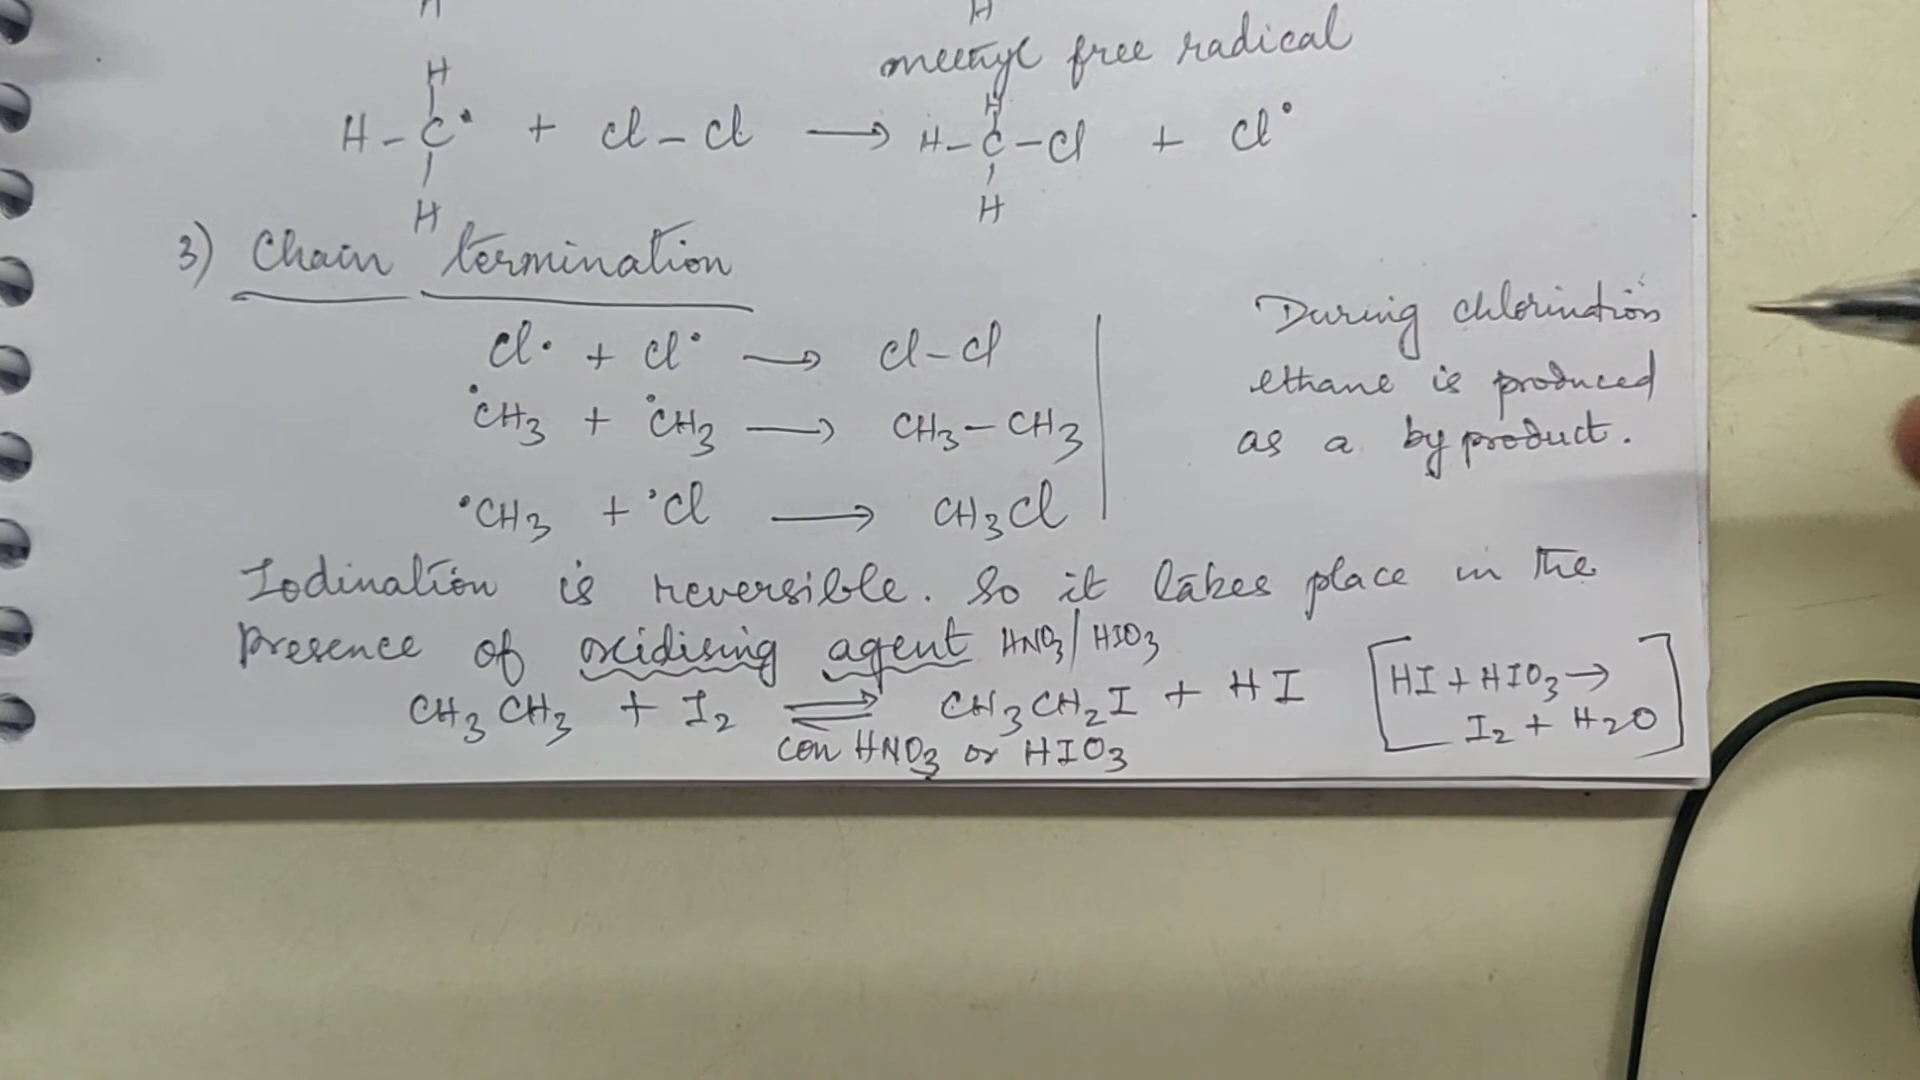 H H
methyl free radical
H H
H-C• + Cl-Cl ⟶ H-C-Cl + Cl•
H H
3) Chain termination
Cl• + Cl• ⟶ Cl-Cl
•CH3 + •CH3 ⟶ CH3-CH3
•CH3 + •Cl ⟶ CH3Cl
During chlorination
ethane is produced
as a by product.
Iodination is reversible. So it takes place in the
presence of oxidising agent HNO3/HIO3
CH3CH3 + I2 ⇌ CH3CH2I + HI
con HNO3 or HIO3
[HI + HIO3 →
I2 + H2O]